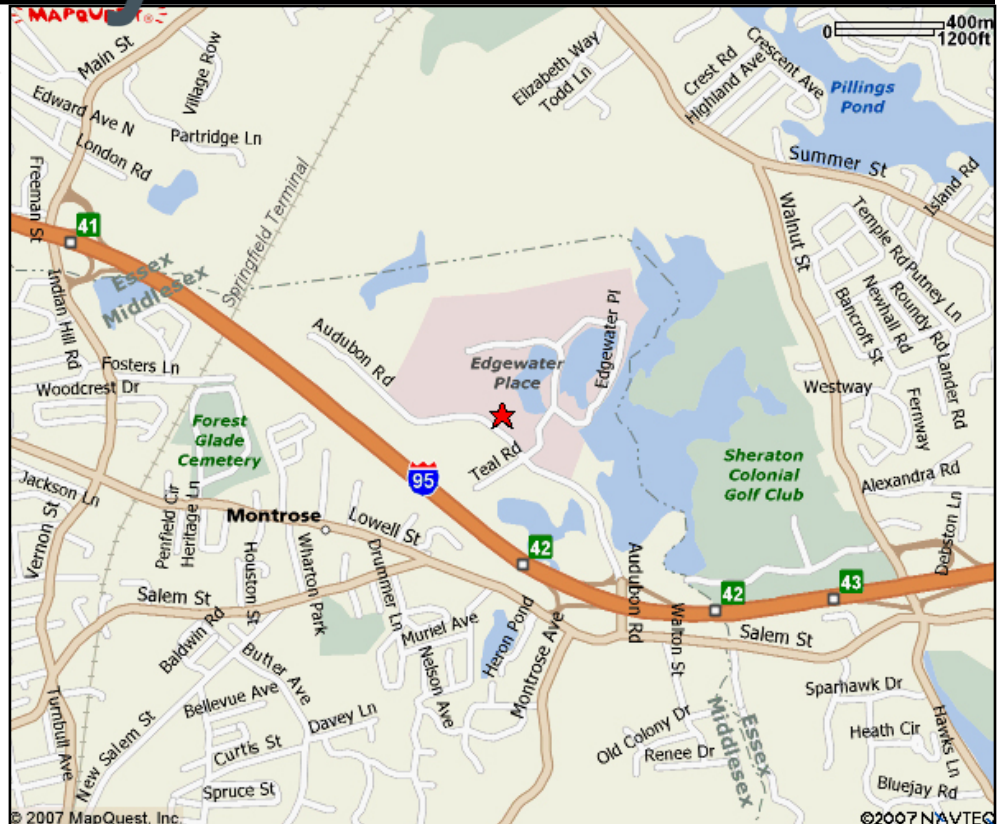 MAPQUEST
0 400m
1200ft
Main St
Village Row
Elizabeth Way
Todd Ln
Crest Rd
Highland Ave
Crescent Ave
Pillings
Pond
Edward Ave N
London Rd
Partridge Ln
Summer St
Island Rd
Freeman St
Springfield Terminal
Walnut St
Temple Rd
Putney Ln
41
Essex
Middlesex
Indian Hill Rd
Newhall Rd
Roundy Rd
Bancroft St
Lander Rd
Audubon Rd
Edgewater Pl
Edgewater
Place
Fosters Ln
Woodcrest Dr
Westway
Fernway
Forest
Glade
Cemetery
Teal Rd
Sheraton
Colonial
Golf Club
95
Jackson Ln
Alexandra Rd
Vernon St
Penfield Cir
Heritage Ln
Montrose
Lowell St
Debston Ln
Houston St
Wharton Park
Drummer Ln
42
Audubon Rd
42
43
Salem St
Walton St
Salem St
Baldwin Rd
Muriel Ave
Heron Pond
Montrose Ave
Butler Ave
Nelson Ave
Sparhawk Dr
Turnbull Ave
New Salem St
Bellevue Ave
Davey Ln
Old Colony Dr
Renee Dr
Middlesex
Essex
Heath Cir
Hawks Ln
Curtis St
Spruce St
Bluejay Rd
© 2007 MapQuest, Inc.
©2007 NAVTEQ